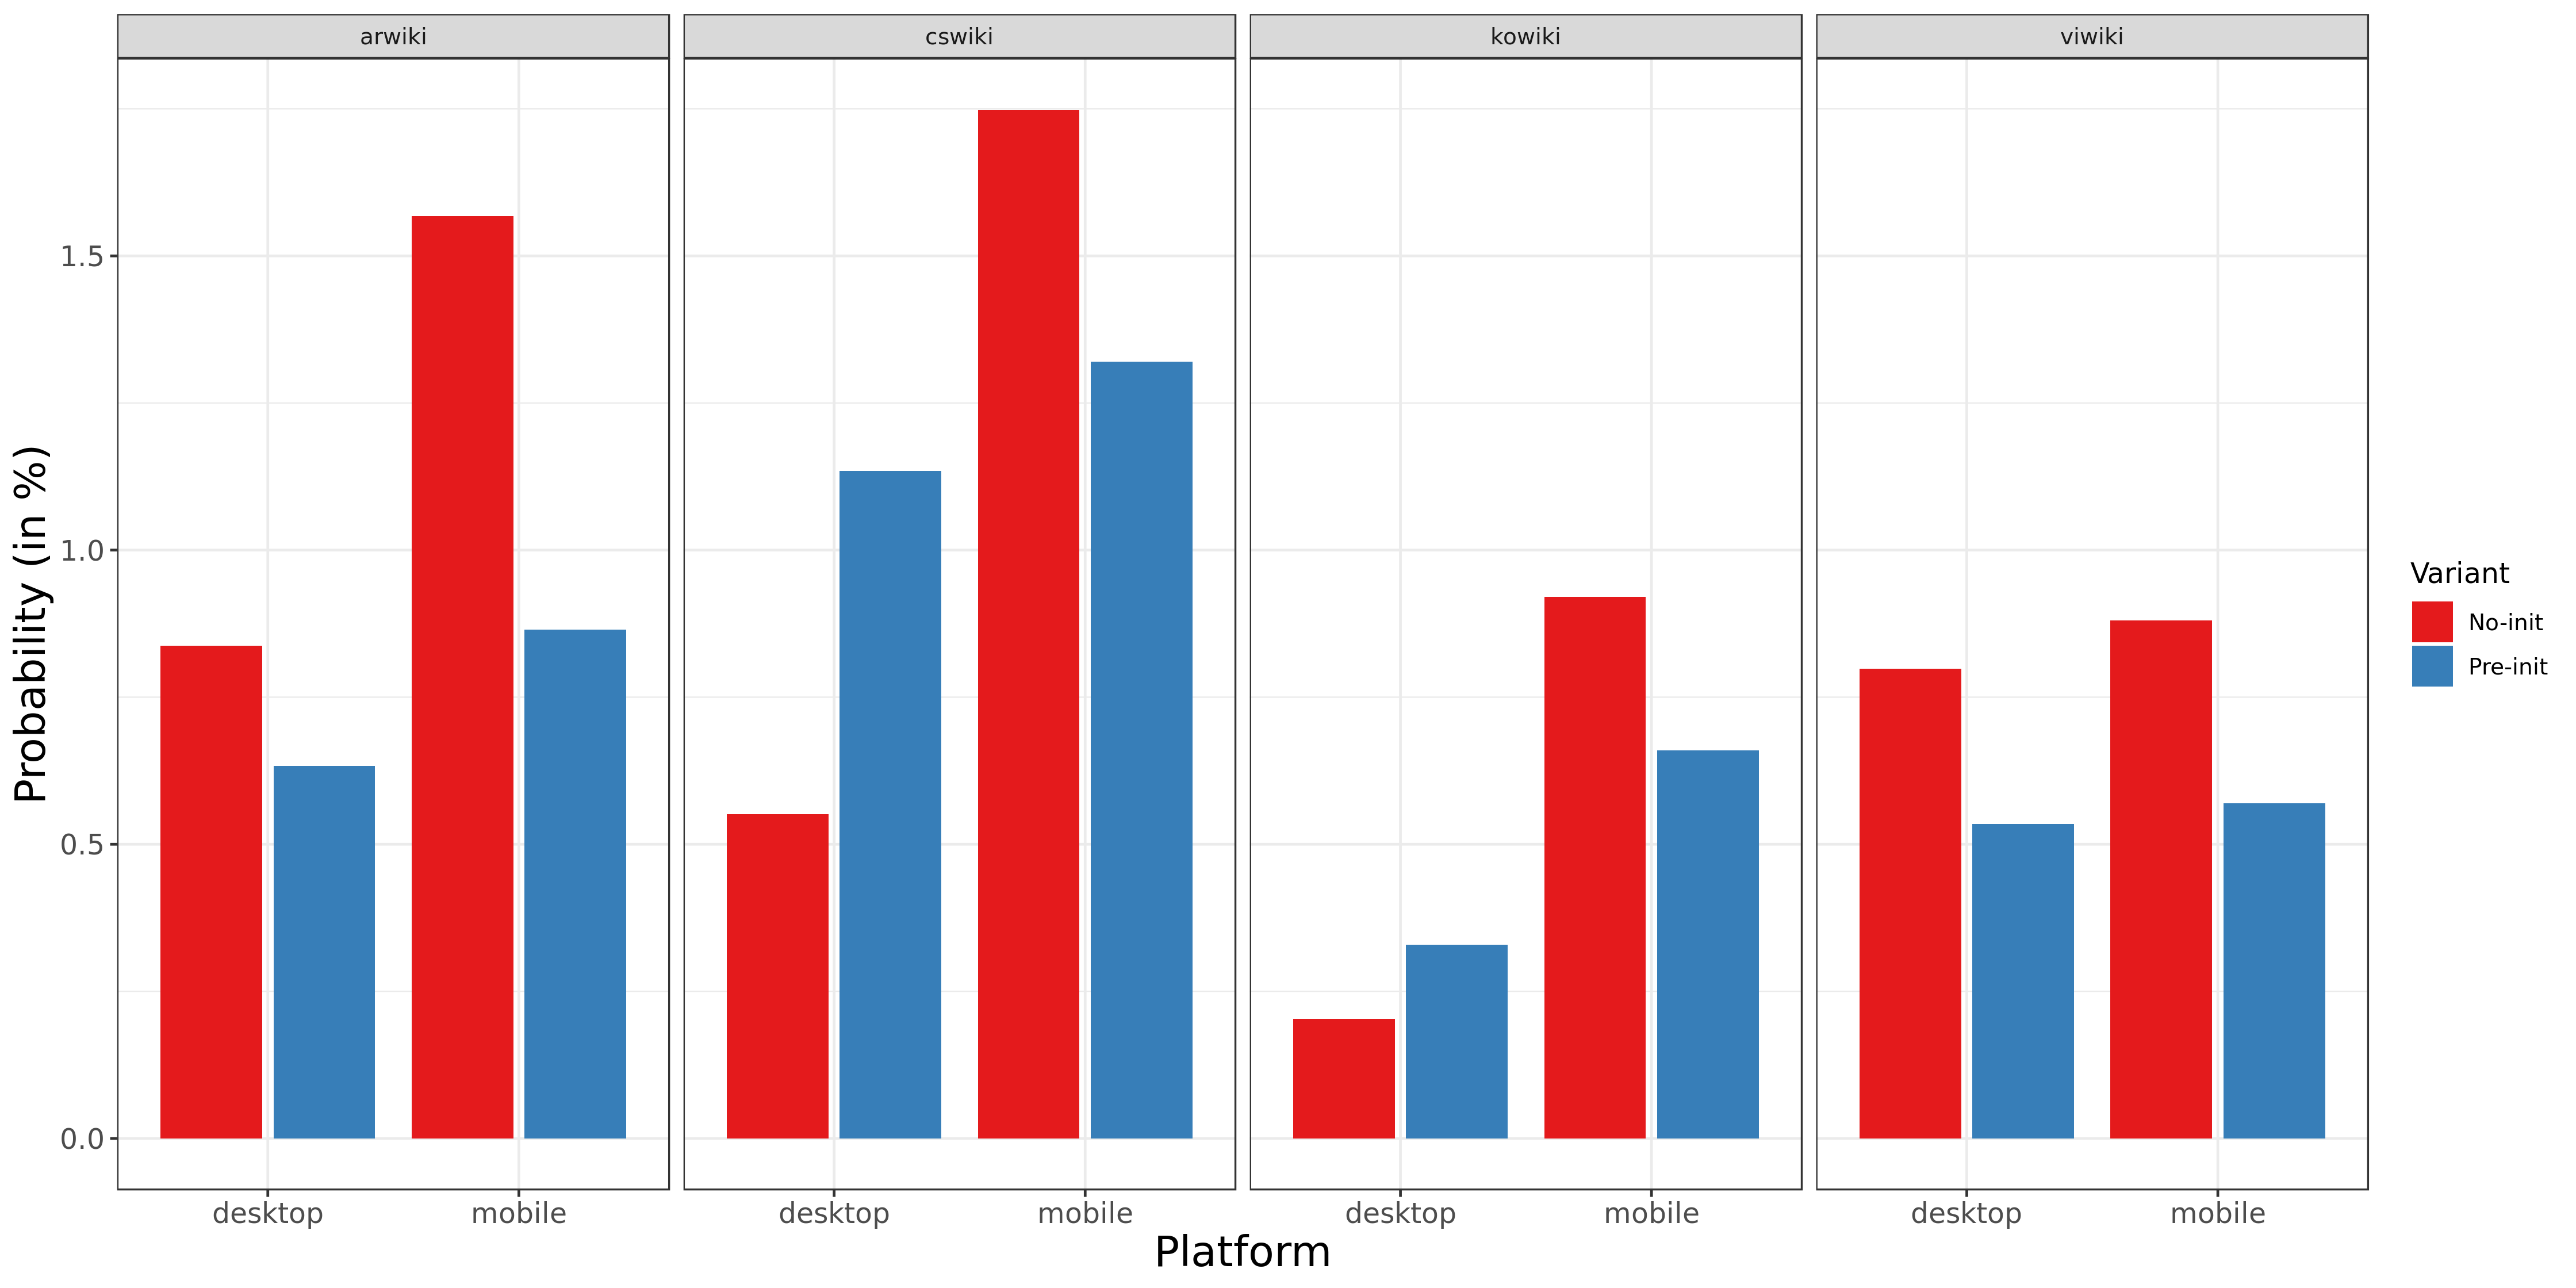 arwiki
cswiki
kowiki
viwiki
Probability (in %)
1.5
1.0
0.5
0.0
desktop mobile
desktop mobile
desktop mobile
desktop mobile
Platform
Variant
No-init
Pre-init